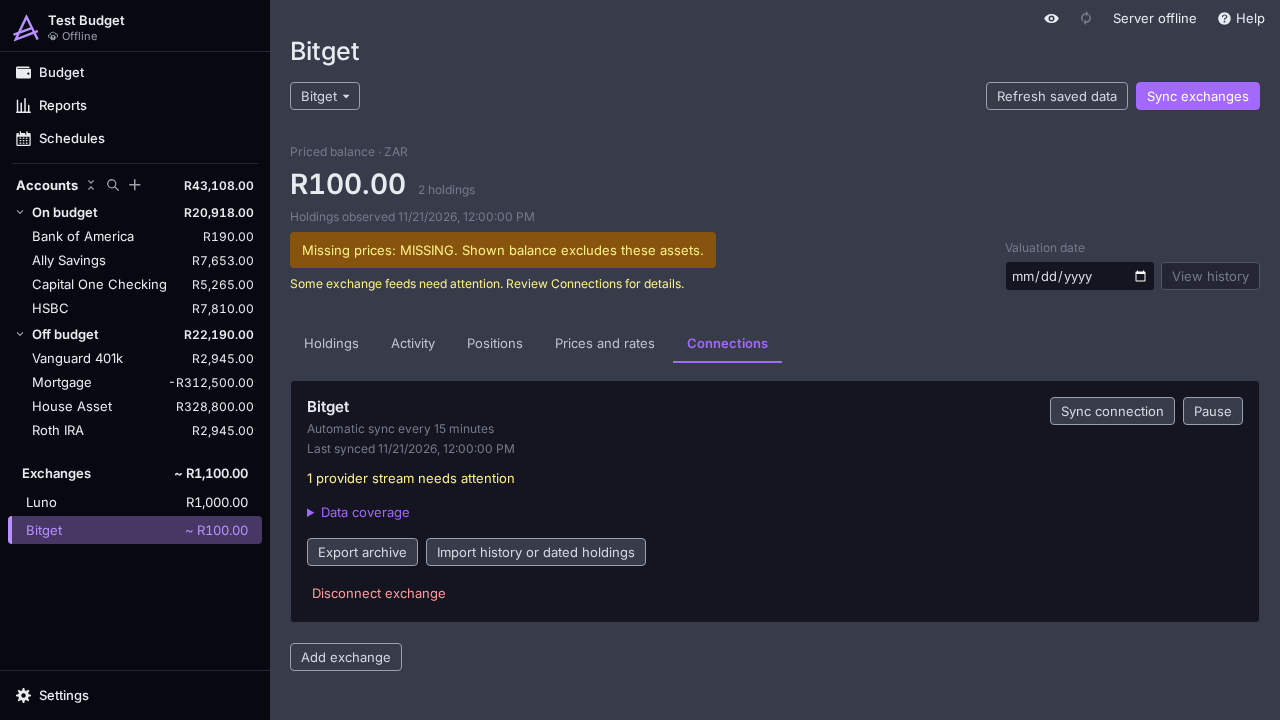 Test Budget
Offline
Budget
Reports
Schedules
Accounts R43,108.00
On budget R20,918.00
Bank of America R190.00
Ally Savings R7,653.00
Capital One Checking R5,265.00
HSBC R7,810.00
Off budget R22,190.00
Vanguard 401k R2,945.00
Mortgage -R312,500.00
House Asset R328,800.00
Roth IRA R2,945.00
Exchanges ~ R1,100.00
Luno R1,000.00
Bitget ~ R100.00
Settings
Server offline Help
Bitget
Bitget Refresh saved data Sync exchanges
Priced balance · ZAR
R100.00 2 holdings
Holdings observed 11/21/2026, 12:00:00 PM
Missing prices: MISSING. Shown balance excludes these assets.
Some exchange feeds need attention. Review Connections for details.
Valuation date
mm/dd/yyyy View history
Holdings Activity Positions Prices and rates Connections
Bitget Sync connection Pause
Automatic sync every 15 minutes
Last synced 11/21/2026, 12:00:00 PM
1 provider stream needs attention
Data coverage
Export archive Import history or dated holdings
Disconnect exchange
Add exchange